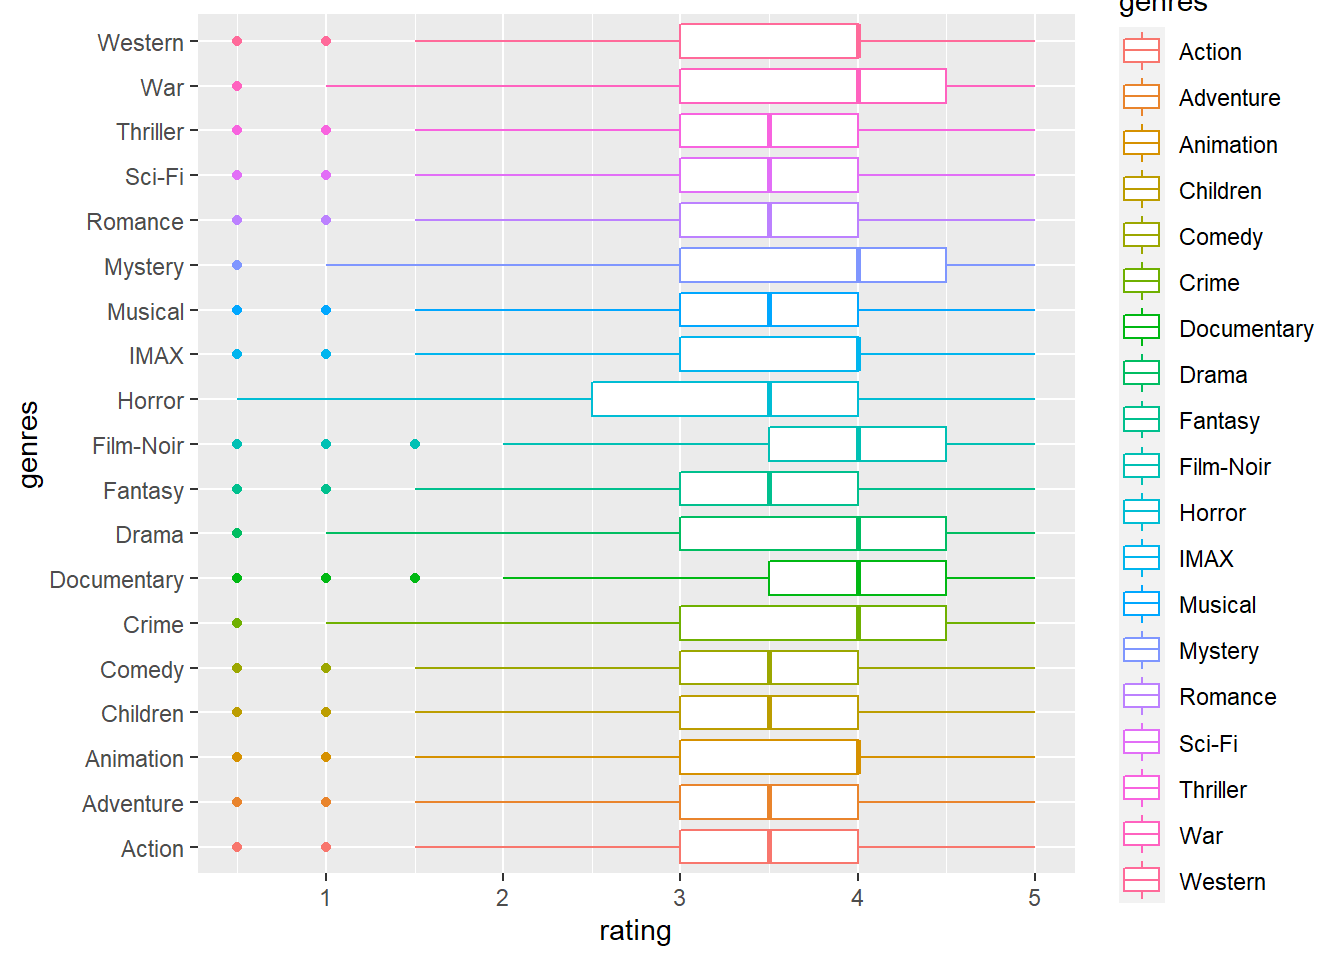 genres
Western
War
Thriller
Sci-Fi
Romance
Mystery
Musical
IMAX
Horror
Film-Noir
Fantasy
Drama
Documentary
Crime
Comedy
Children
Animation
Adventure
Action
1 2 3 4 5
rating
genres
Action
Adventure
Animation
Children
Comedy
Crime
Documentary
Drama
Fantasy
Film-Noir
Horror
IMAX
Musical
Mystery
Romance
Sci-Fi
Thriller
War
Western